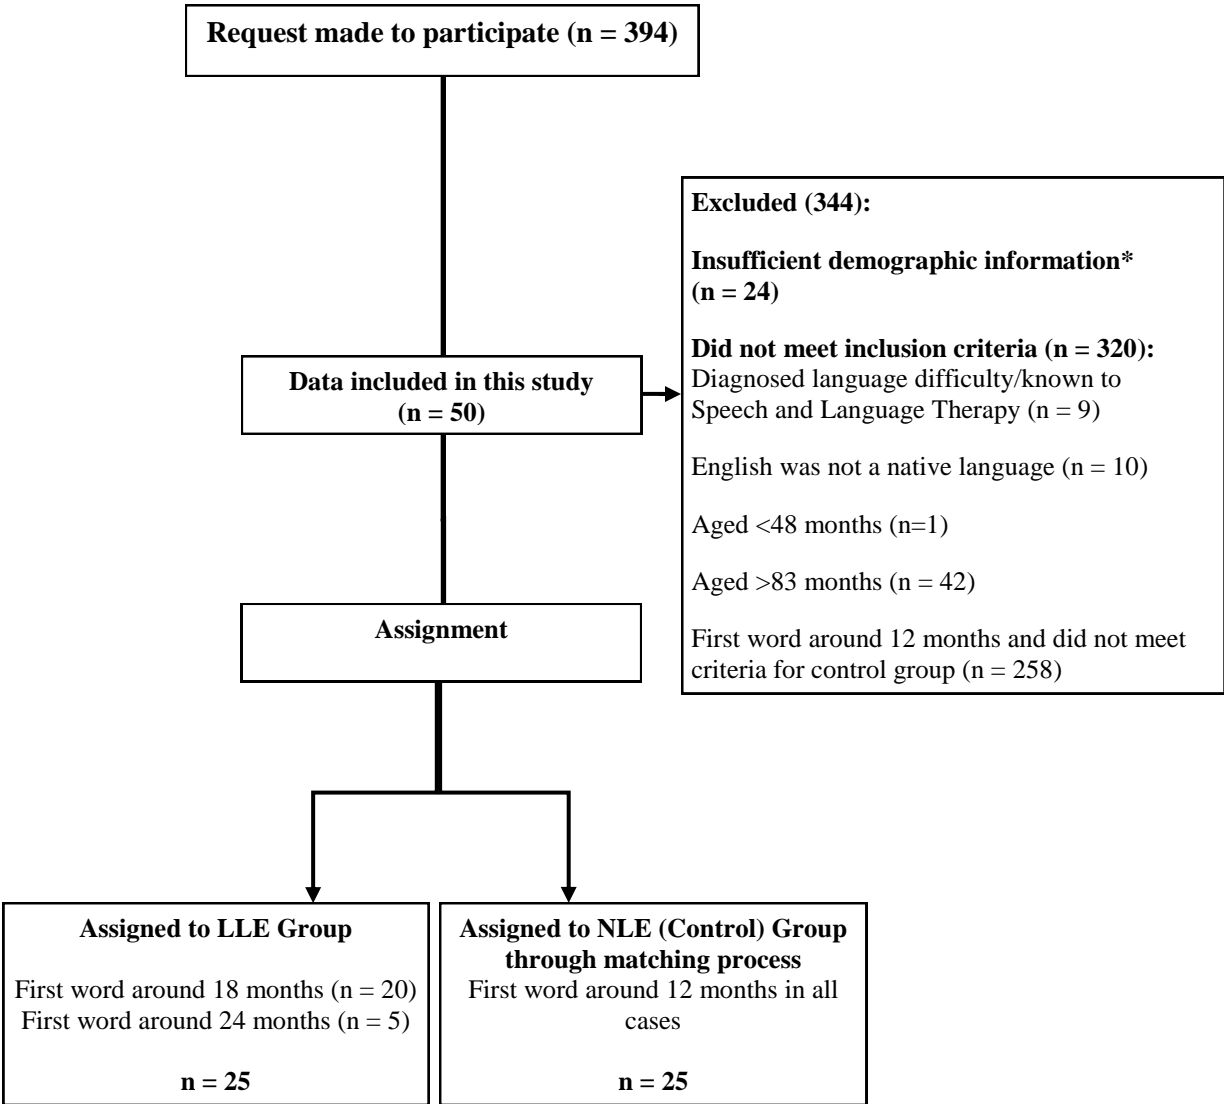 Request made to participate (n = 394)
Excluded (344):
Insufficient demographic information*
(n = 24)
Did not meet inclusion criteria (n = 320):
Diagnosed language difficulty/known to
Speech and Language Therapy (n = 9)
English was not a native language (n = 10)
Aged <48 months (n=1)
Aged >83 months (n = 42)
First word around 12 months and did not meet
criteria for control group (n = 258)
Data included in this study
(n = 50)
Assignment
Assigned to LLE Group
First word around 18 months (n = 20)
First word around 24 months (n = 5)
n = 25
Assigned to NLE (Control) Group
through matching process
First word around 12 months in all
cases
n = 25